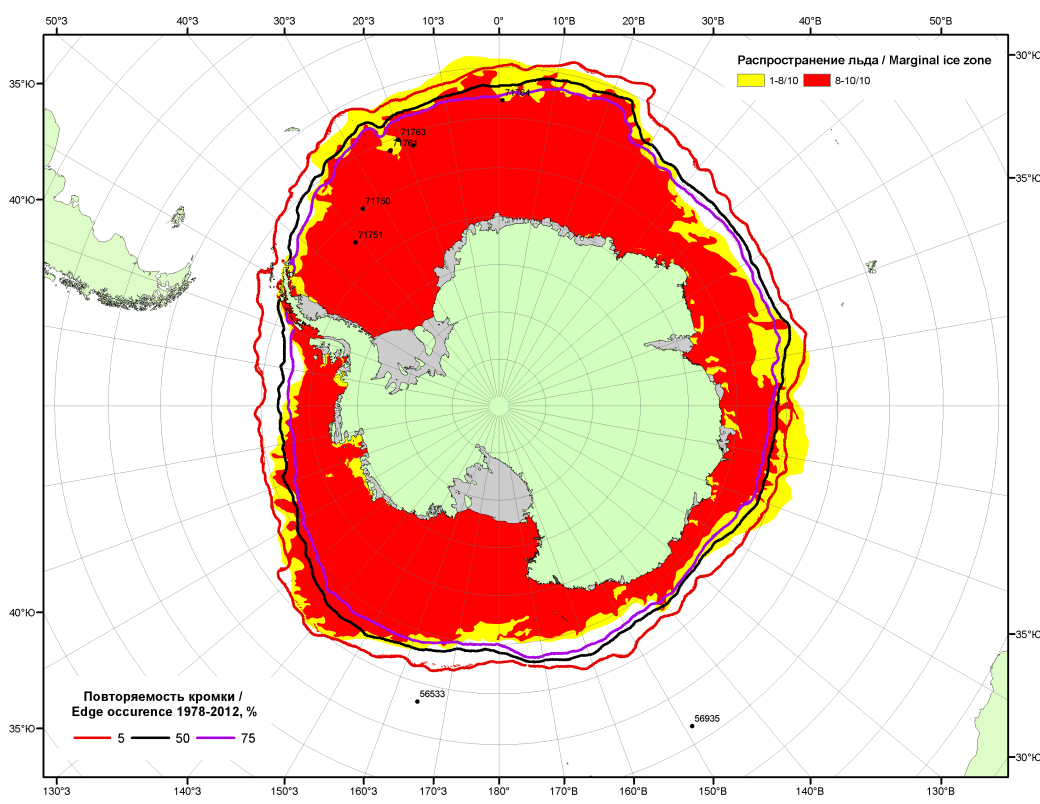 50°З 40°З 30°З 20°З 10°З 0° 10°В 20°В 30°В 40°В 50°В
30°Ю
Распространение льда / Marginal ice zone
1-8/10 8-10/10
35°Ю
71764
71763
71761
35°Ю
40°Ю
71760
71751
40°Ю
35°Ю
56533
Повторяемость кромки /
Edge occurence 1978-2012, %
56935
35°Ю
5 50 75
30°Ю
130°З 140°З 150°З 160°З 170°З 180° 170°В 160°В 150°В 140°В 130°В